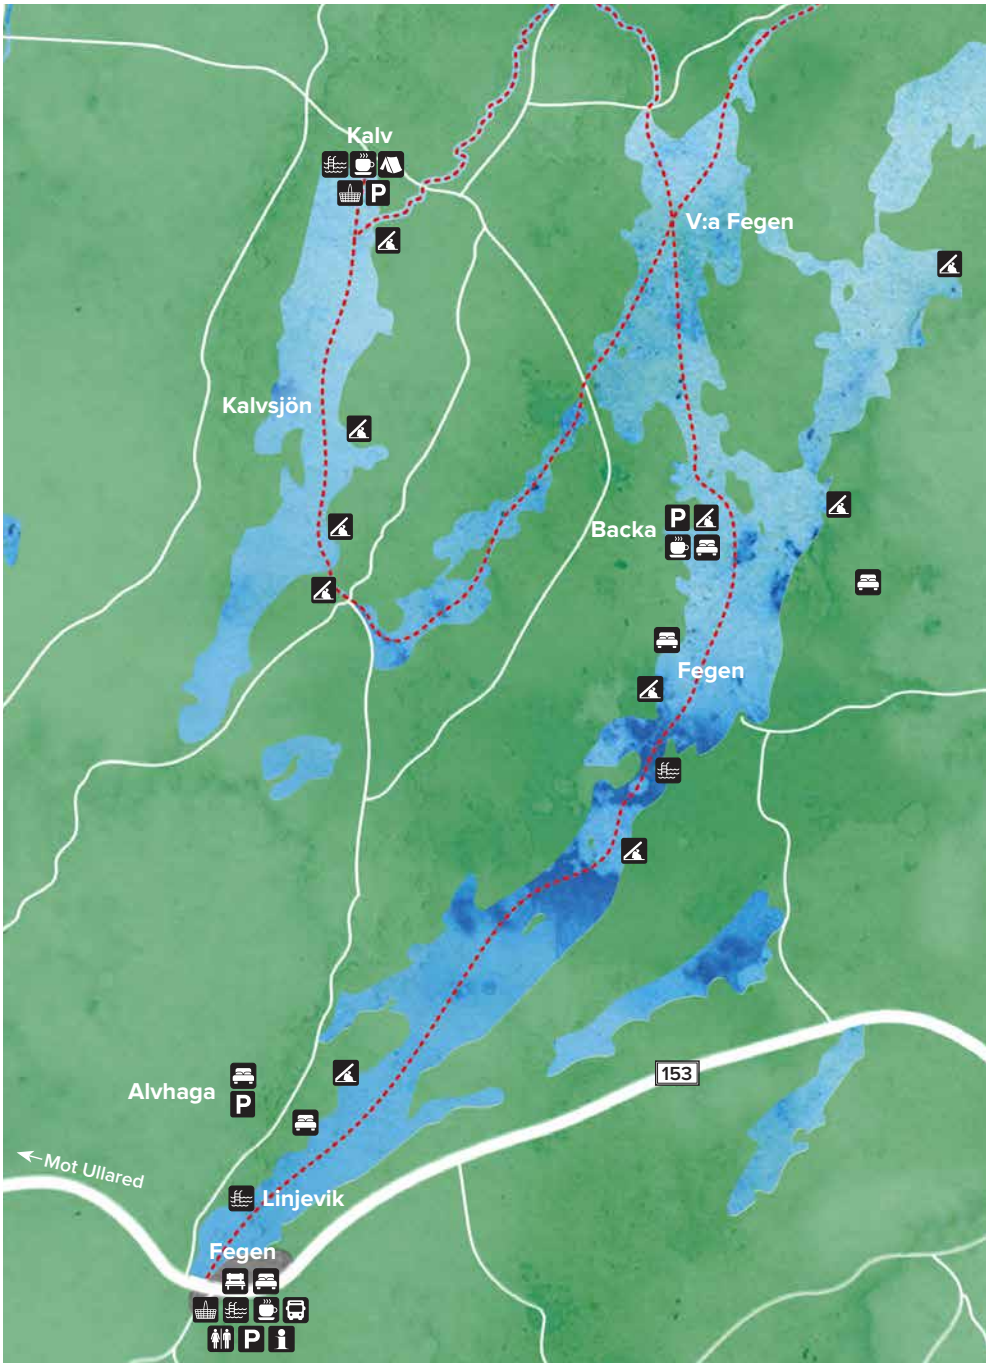 Kalv
P
V:a Fegen
Kalvsjön
P
Backa
Fegen
153
Alvhaga
P
Mot Ullared
Linjevik
Fegen
P i